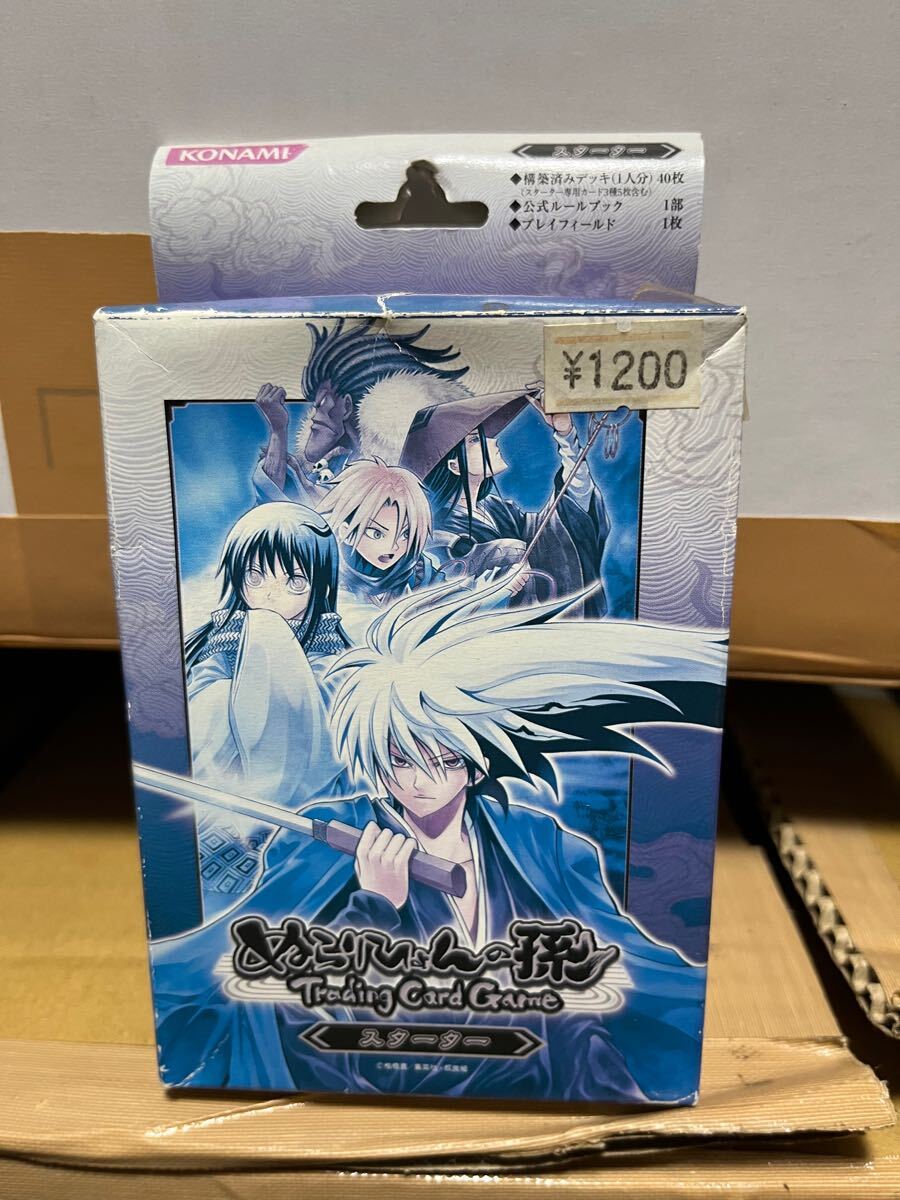 KONAMI
スターター
◆構築済みデッキ(1人分) 40枚
(スターター専用カード3種5枚含む)
◆公式ルールブック 1部
◆プレイフィールド 1枚
¥1200
ぬらりひょんの孫
Trading Card Game
スターター